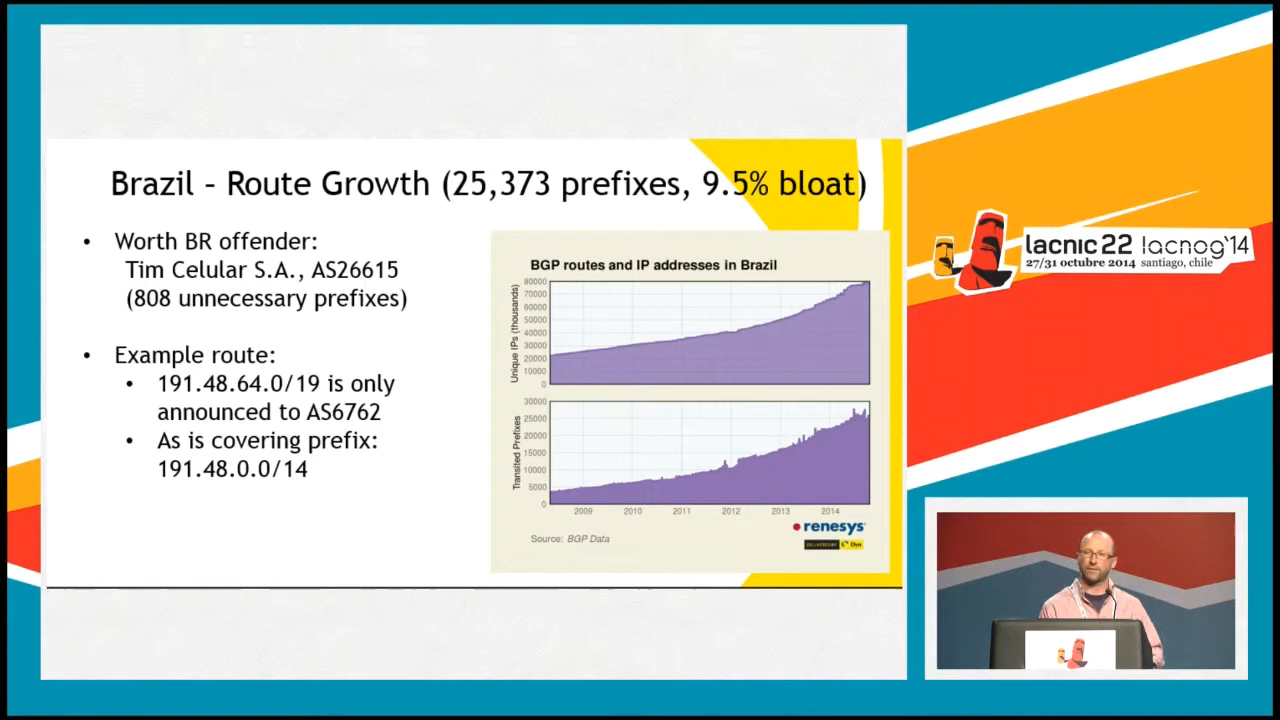 Brazil – Route Growth (25,373 prefixes, 9.5% bloat)
• Worth BR offender:
Tim Celular S.A., AS26615
(808 unnecessary prefixes)
• Example route:
• 191.48.64.0/19 is only
announced to AS6762
• As is covering prefix:
191.48.0.0/14
BGP routes and IP addresses in Brazil
Unique IPs (thousands)
80000
70000
60000
50000
40000
30000
20000
10000
0
Transited Prefixes
30000
25000
20000
15000
10000
5000
0
2009 2010 2011 2012 2013 2014
Source: BGP Data
renesys
Dyn
lacnic 22 lacnog'14
27/31 octubre 2014 santiago, chile